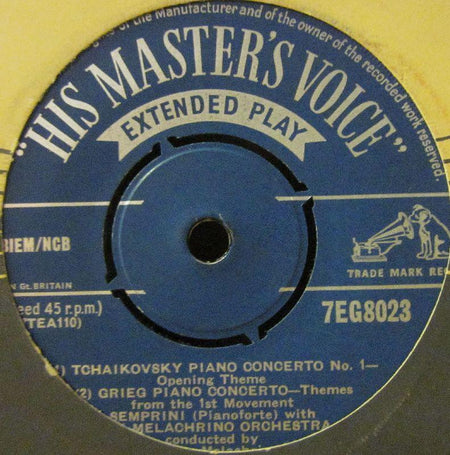 of the Manufacturer and of the owner of the recorded work reserved.
"HIS MASTER'S VOICE"
EXTENDED PLAY
BIEM/NCB
TRADE MARK
GT. BRITAIN
45 r.p.m.)
7EG8023
TEA110)
1) TCHAIKOVSKY PIANO CONCERTO No. 1—
Opening Theme
(2) GRIEG PIANO CONCERTO—Themes
from the 1st Movement
SEMPRINI (Pianoforte) with
MELACHRINO ORCHESTRA
conducted by